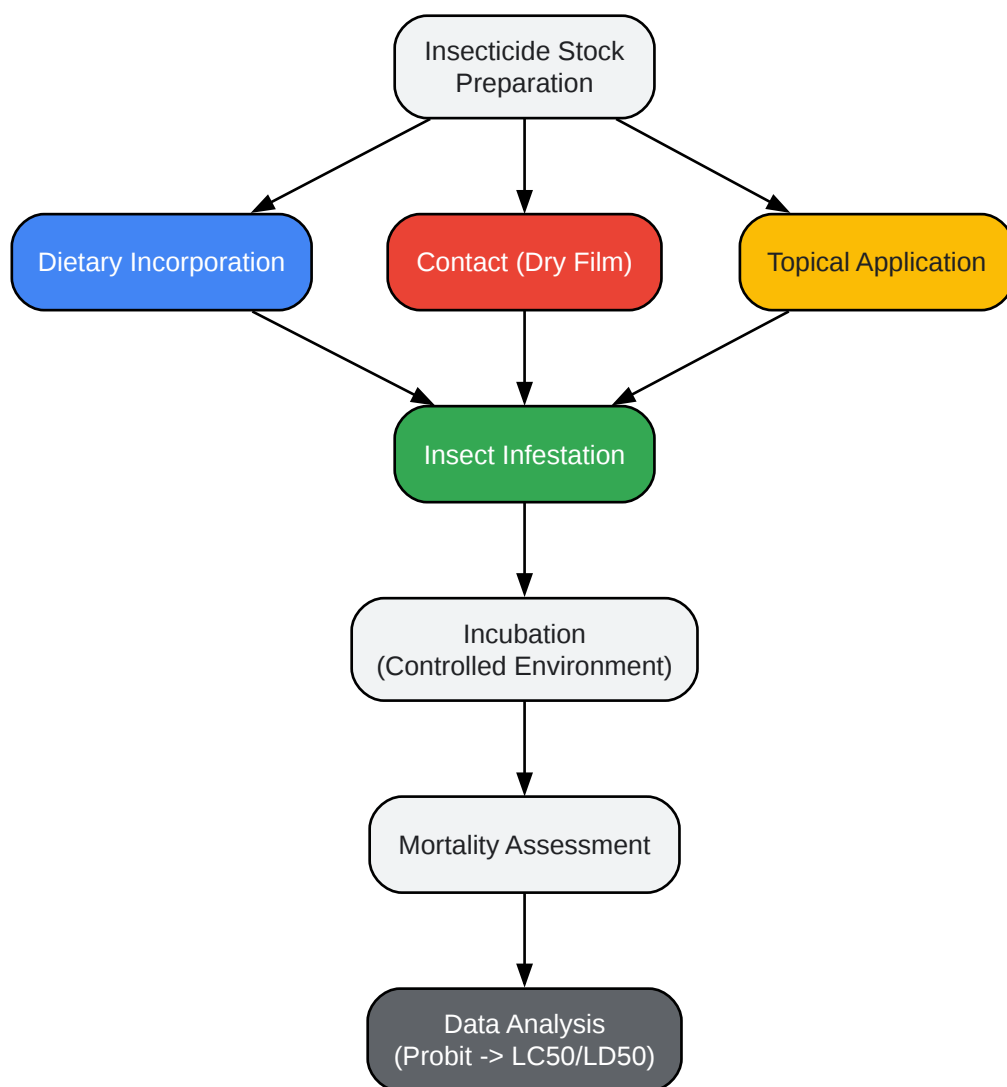 Insecticide Stock
Preparation
Dietary Incorporation
Contact (Dry Film)
Topical Application
Insect Infestation
Incubation
(Controlled Environment)
Mortality Assessment
Data Analysis
(Probit -> LC50/LD50)